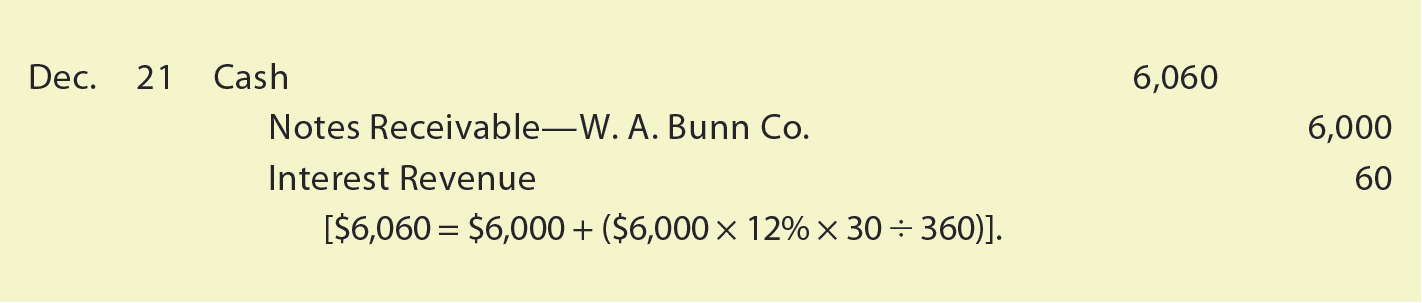 Dec. 21 Cash 6,060
Notes Receivable—W. A. Bunn Co. 6,000
Interest Revenue 60
[$6,060 = $6,000 + ($6,000 × 12% × 30 ÷ 360)].